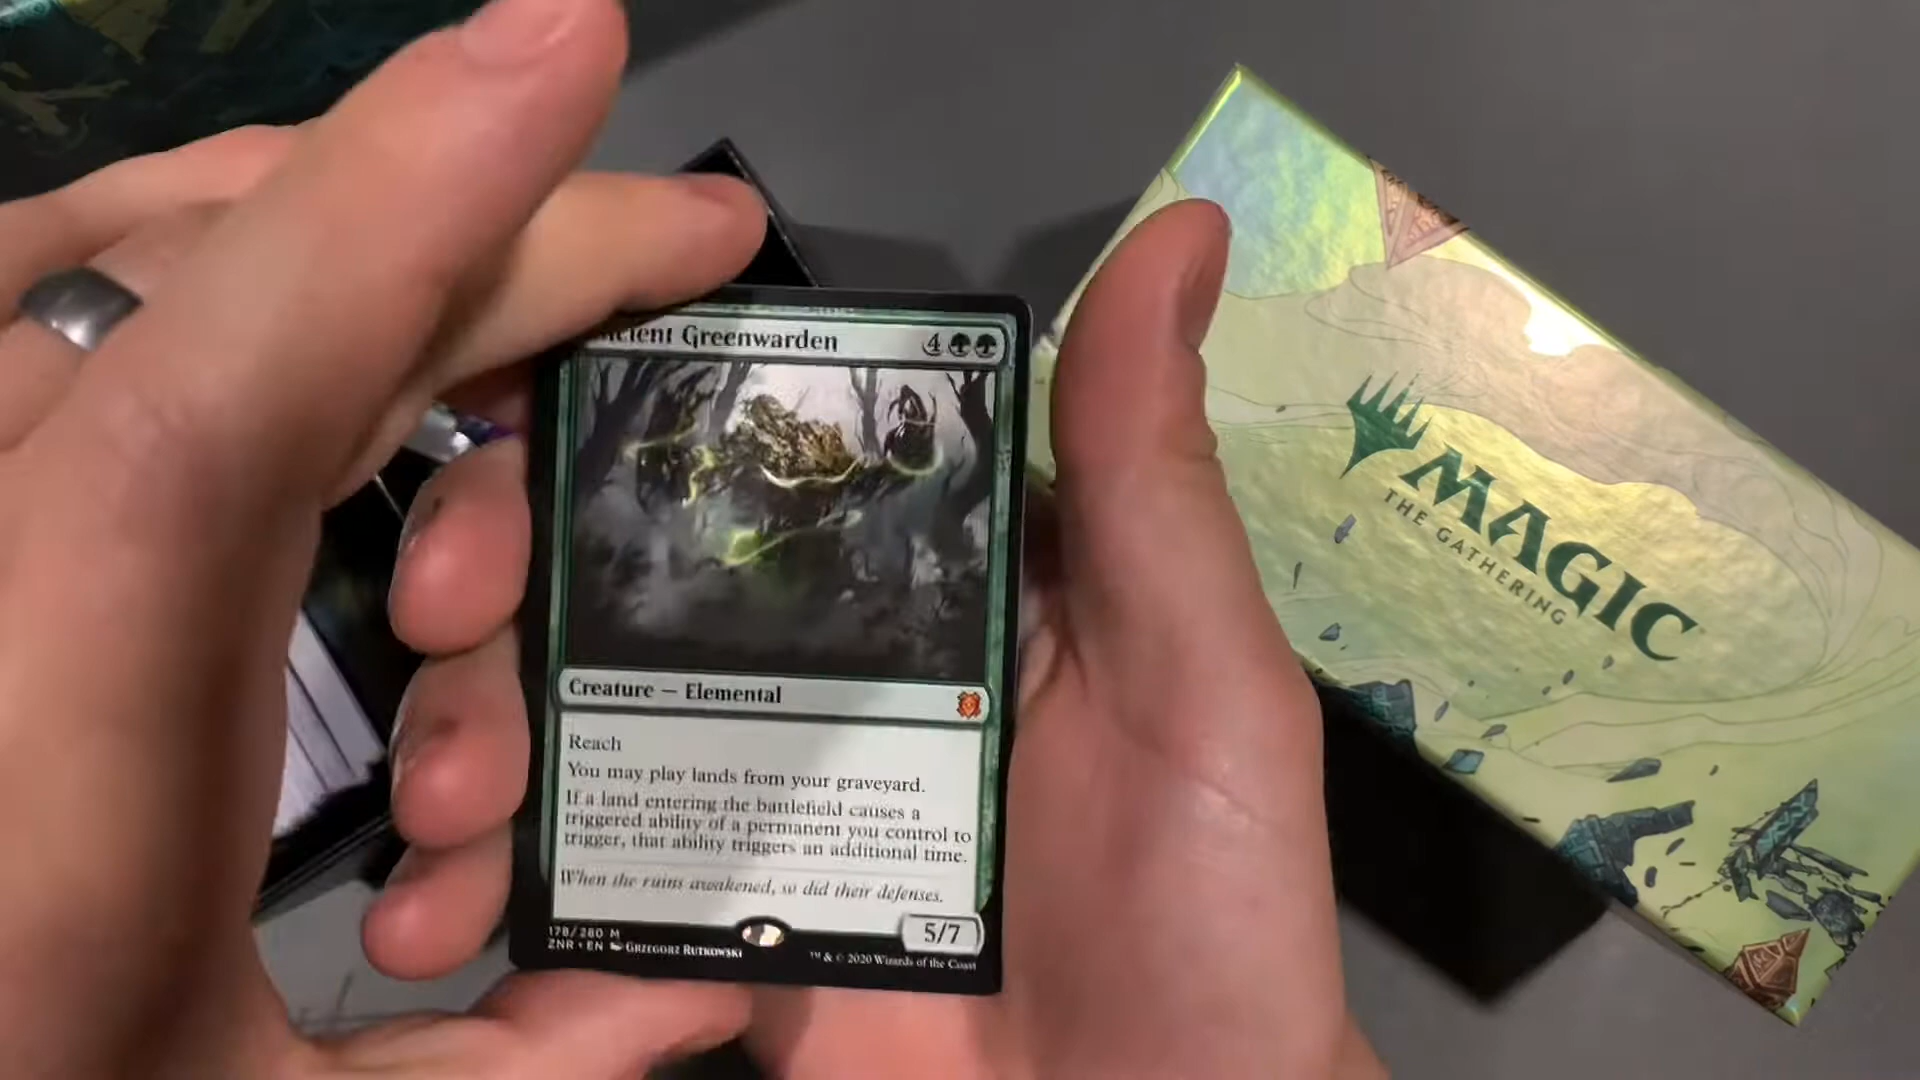 Greenwarden 4
Creature — Elemental
Reach
You may play lands from your graveyard.
If a land entering the battlefield causes a
triggered ability of a permanent you control to
trigger, that ability triggers an additional time.
When the ruins awakened, so did their defenses.
5/7
178/280 M
ZNR • EN GRZEGORZ RUTKOWSKI
™ & © 2020 Wizards of the Coast
MAGIC
THE GATHERING